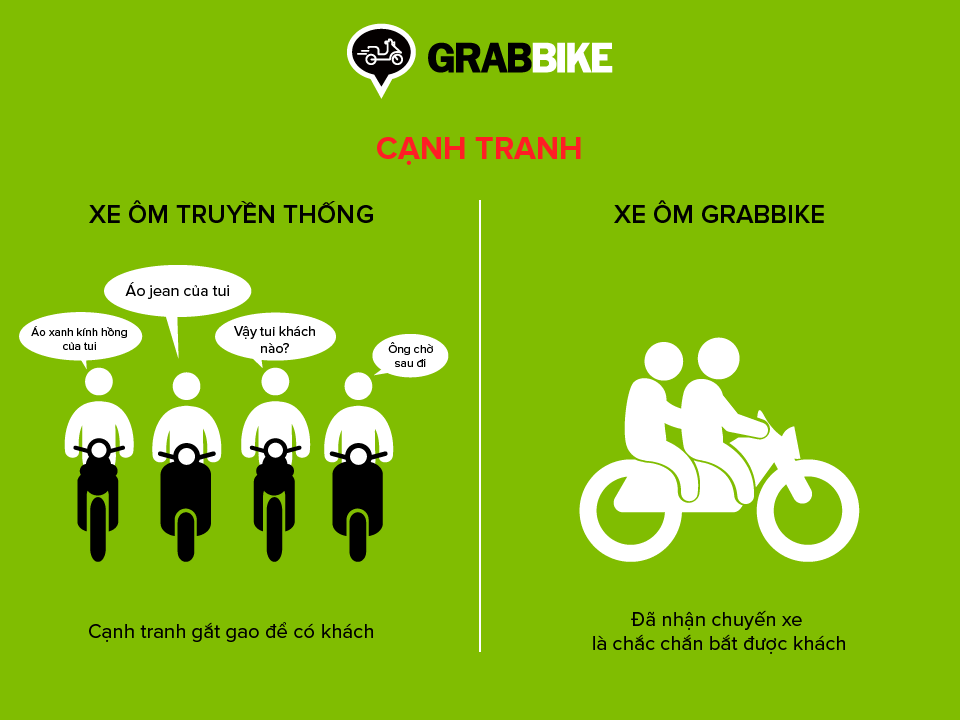 GRABBIKE
CẠNH TRANH
XE ÔM TRUYỀN THỐNG
Áo jean của tui
Áo xanh kính hồng
của tui
Vậy tui khách
nào?
Ông chờ
sau đi
Cạnh tranh gắt gao để có khách
XE ÔM GRABBIKE
Đã nhận chuyến xe
là chắc chắn bắt được khách